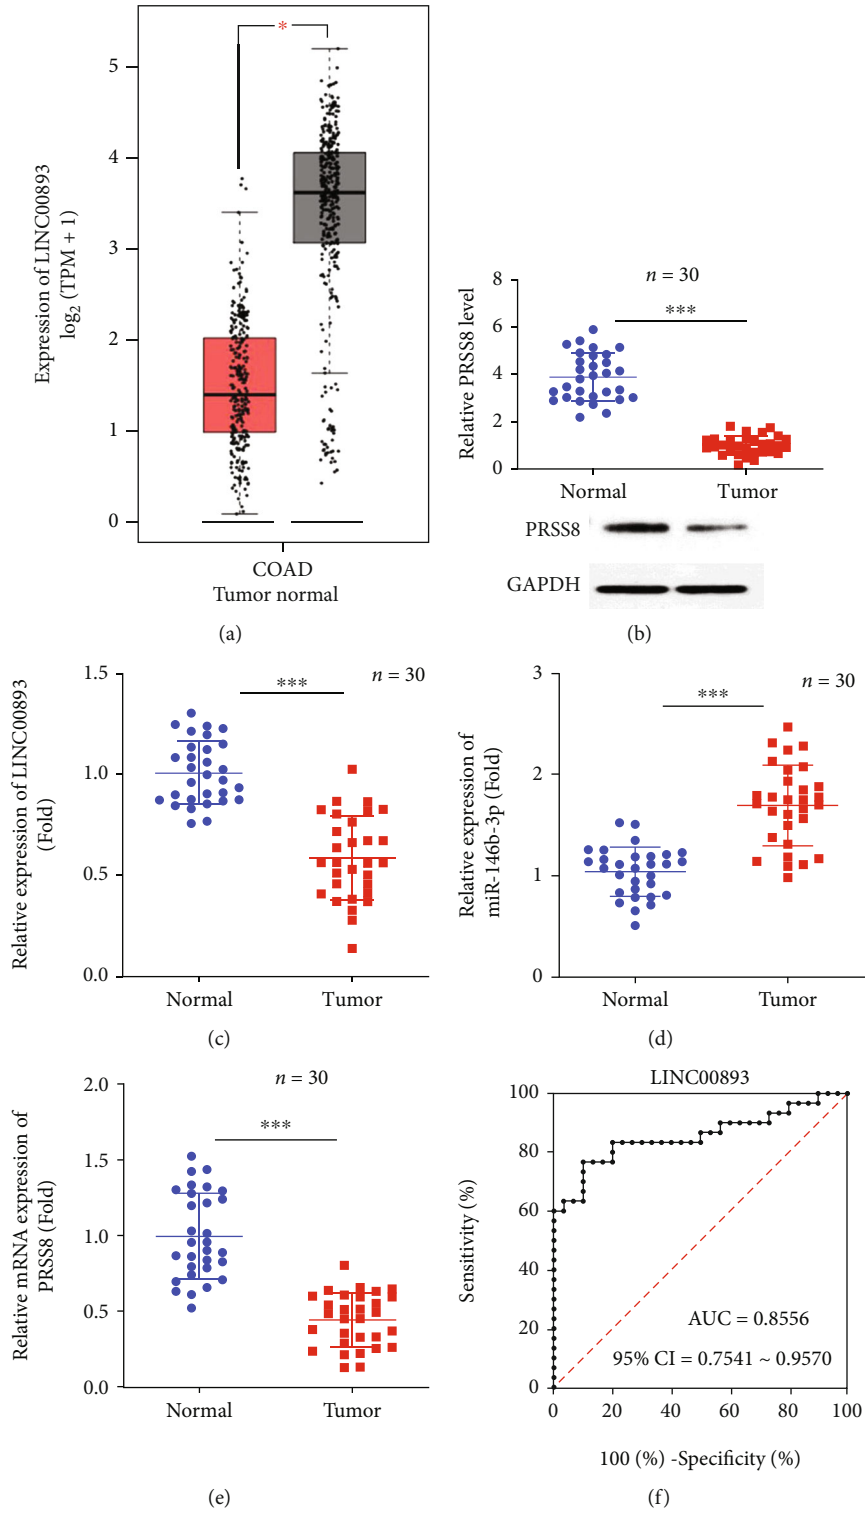 *
5
4
3
2
1
0
Expression of LINC00893
log2 (TPM + 1)
COAD
Tumor normal
(a)
n = 30
***
8
6
4
2
0
Relative PRSS8 level
Normal Tumor
PRSS8
GAPDH
(b)
1.5
1.0
0.5
0.0
Relative expression of LINC00893
(Fold)
***
n = 30
Normal Tumor
(c)
3
2
1
0
Relative expression of
miR-146b-3p (Fold)
***
n = 30
Normal Tumor
(d)
2.0
1.5
1.0
0.5
0.0
Relative mRNA expression of
PRSS8 (Fold)
n = 30
***
Normal Tumor
(e)
LINC00893
100
80
60
40
20
0
Sensitivity (%)
AUC = 0.8556
95% CI = 0.7541 ~ 0.9570
0 20 40 60 80 100
100 (%) -Specificity (%)
(f)